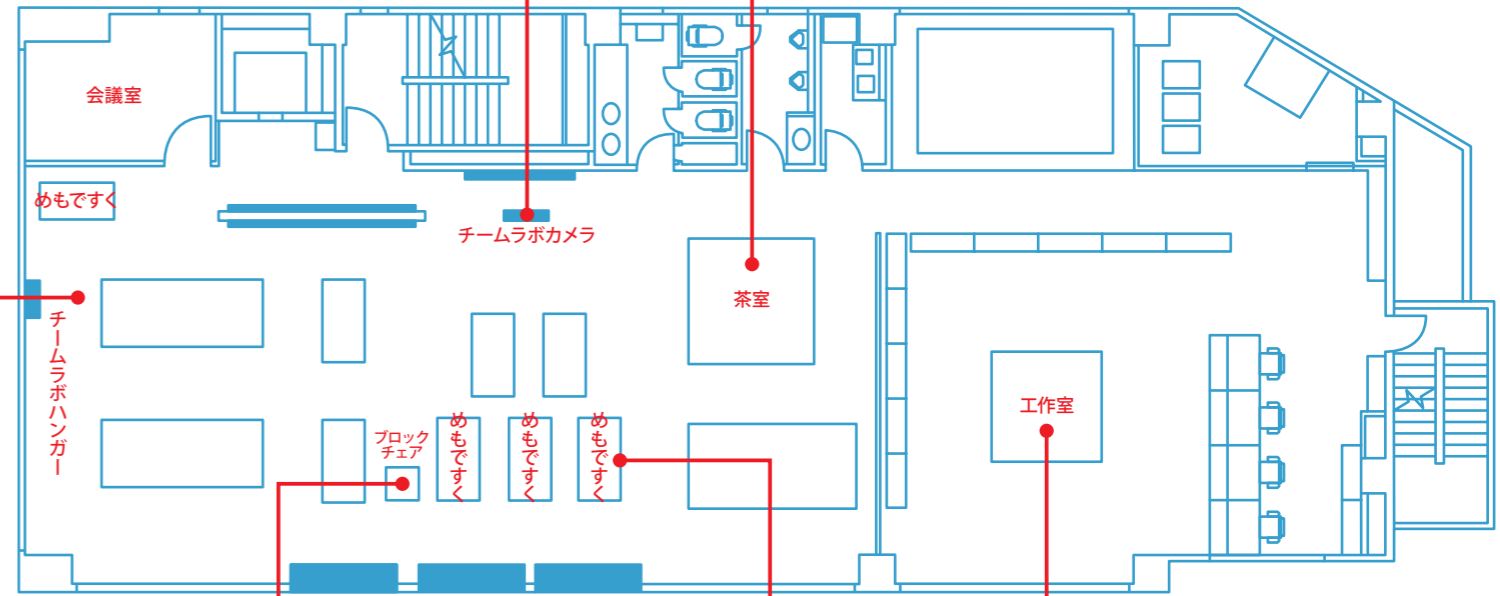 会議室
めもですく
チームラボカメラ
茶室
チームラボハンガー
工作室
ブロック
チェア
めもですく
めもですく
めもですく